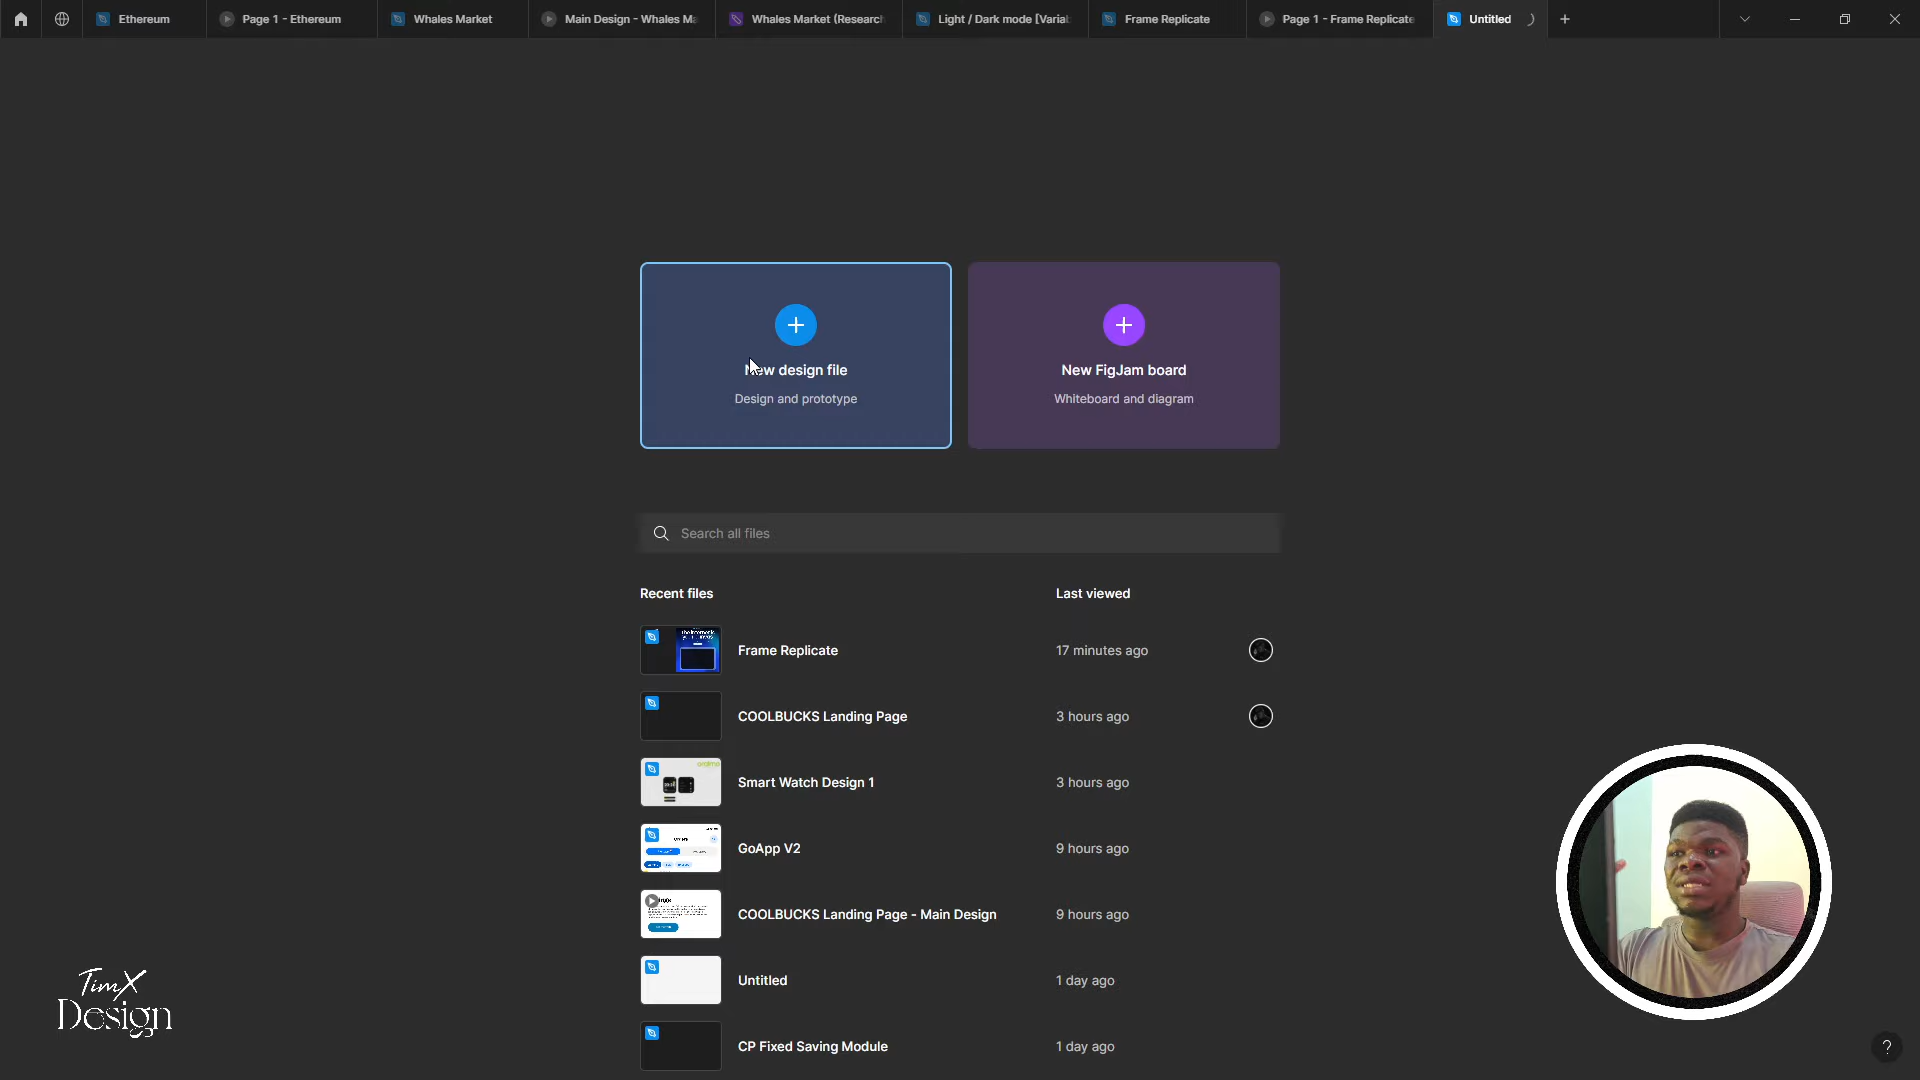 Ethereum
Page 1 - Ethereum
Whales Market
Main Design - Whales Ma
Whales Market (Research
Light / Dark mode [Variab
Frame Replicate
Page 1 - Frame Replicate
Untitled
New design file
Design and prototype
New FigJam board
Whiteboard and diagram
Search all files
Recent files
Last viewed
Frame Replicate
17 minutes ago
COOLBUCKS Landing Page
3 hours ago
Smart Watch Design 1
3 hours ago
GoApp V2
9 hours ago
COOLBUCKS Landing Page - Main Design
9 hours ago
Untitled
1 day ago
CP Fixed Saving Module
1 day ago
TimX
Design
?